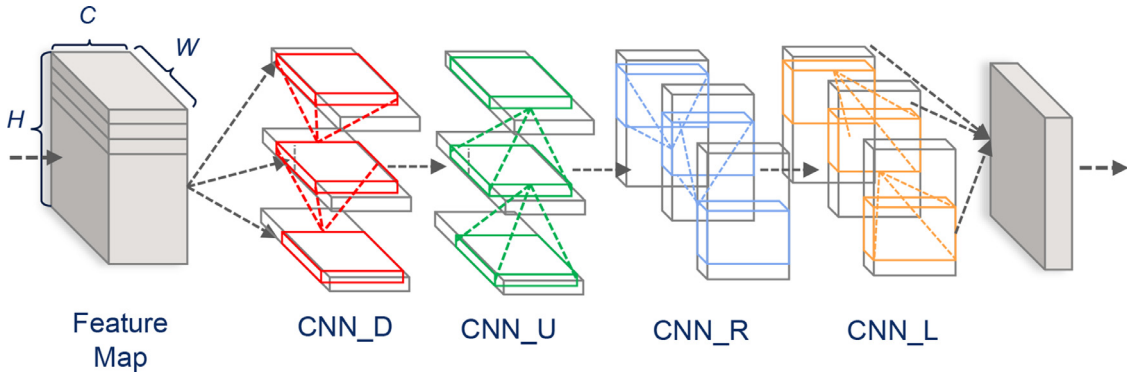 C
W
H
Feature
Map
CNN_D
CNN_U
CNN_R
CNN_L